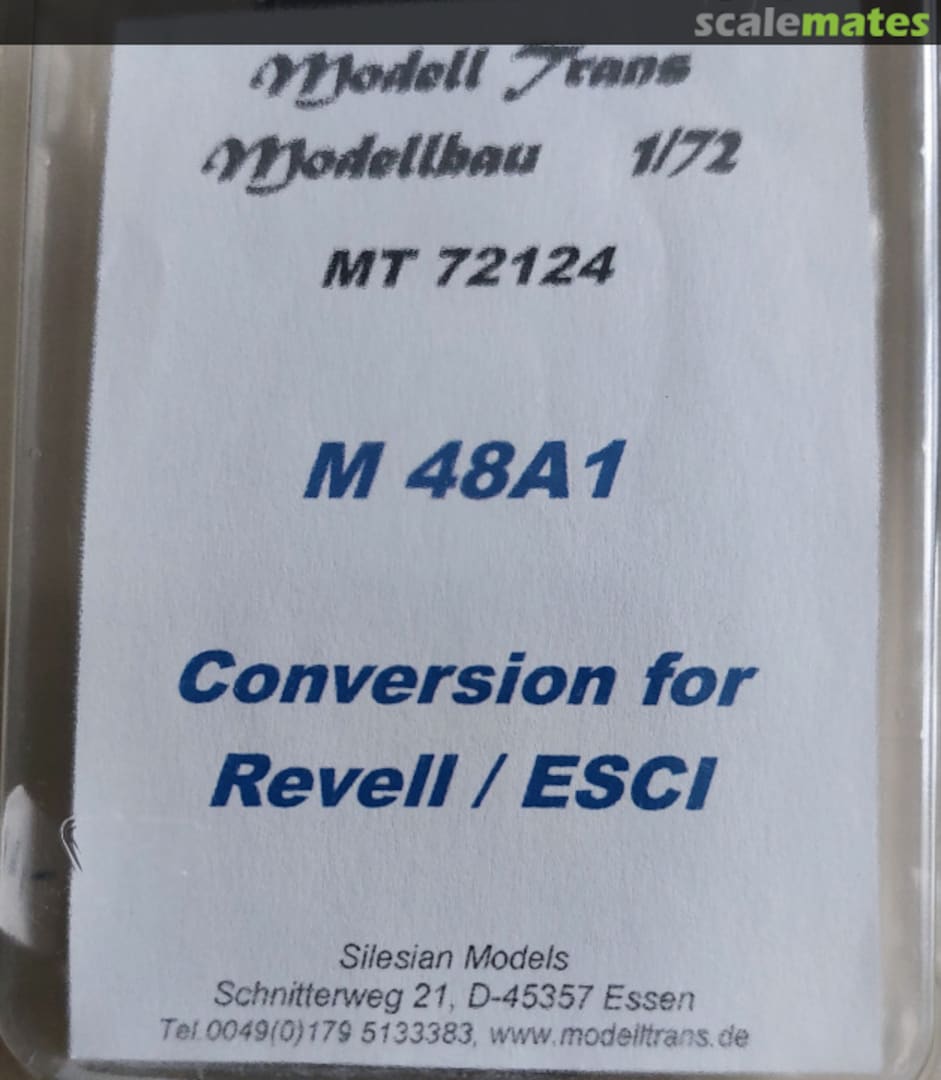 scalemates
Modell Trans
Modellbau 1/72
MT 72124
M 48A1
Conversion for
Revell / ESCI
Silesian Models
Schnitterweg 21, D-45357 Essen
Tel.0049(0)179 5133383, www.modelltrans.de